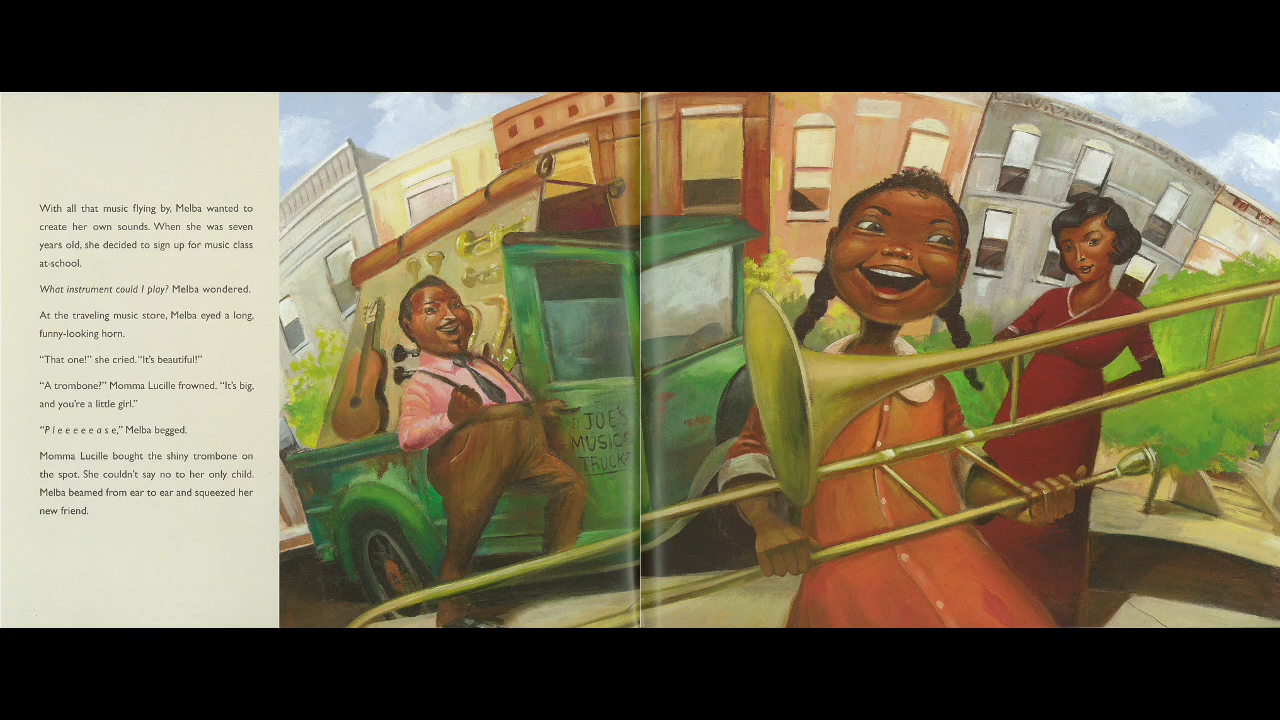 With all that music flying by, Melba wanted to
create her own sounds. When she was seven
years old, she decided to sign up for music class
at school.
What instrument could I play? Melba wondered.
At the traveling music store, Melba eyed a long,
funny-looking horn.
“That one!” she cried. “It’s beautiful!”
“A trombone?” Momma Lucille frowned. “It’s big,
and you’re a little girl.”
“P l e e e e e a s e,” Melba begged.
Momma Lucille bought the shiny trombone on
the spot. She couldn’t say no to her only child.
Melba beamed from ear to ear and squeezed her
new friend.
JOE'S
MUSIC
TRUCK